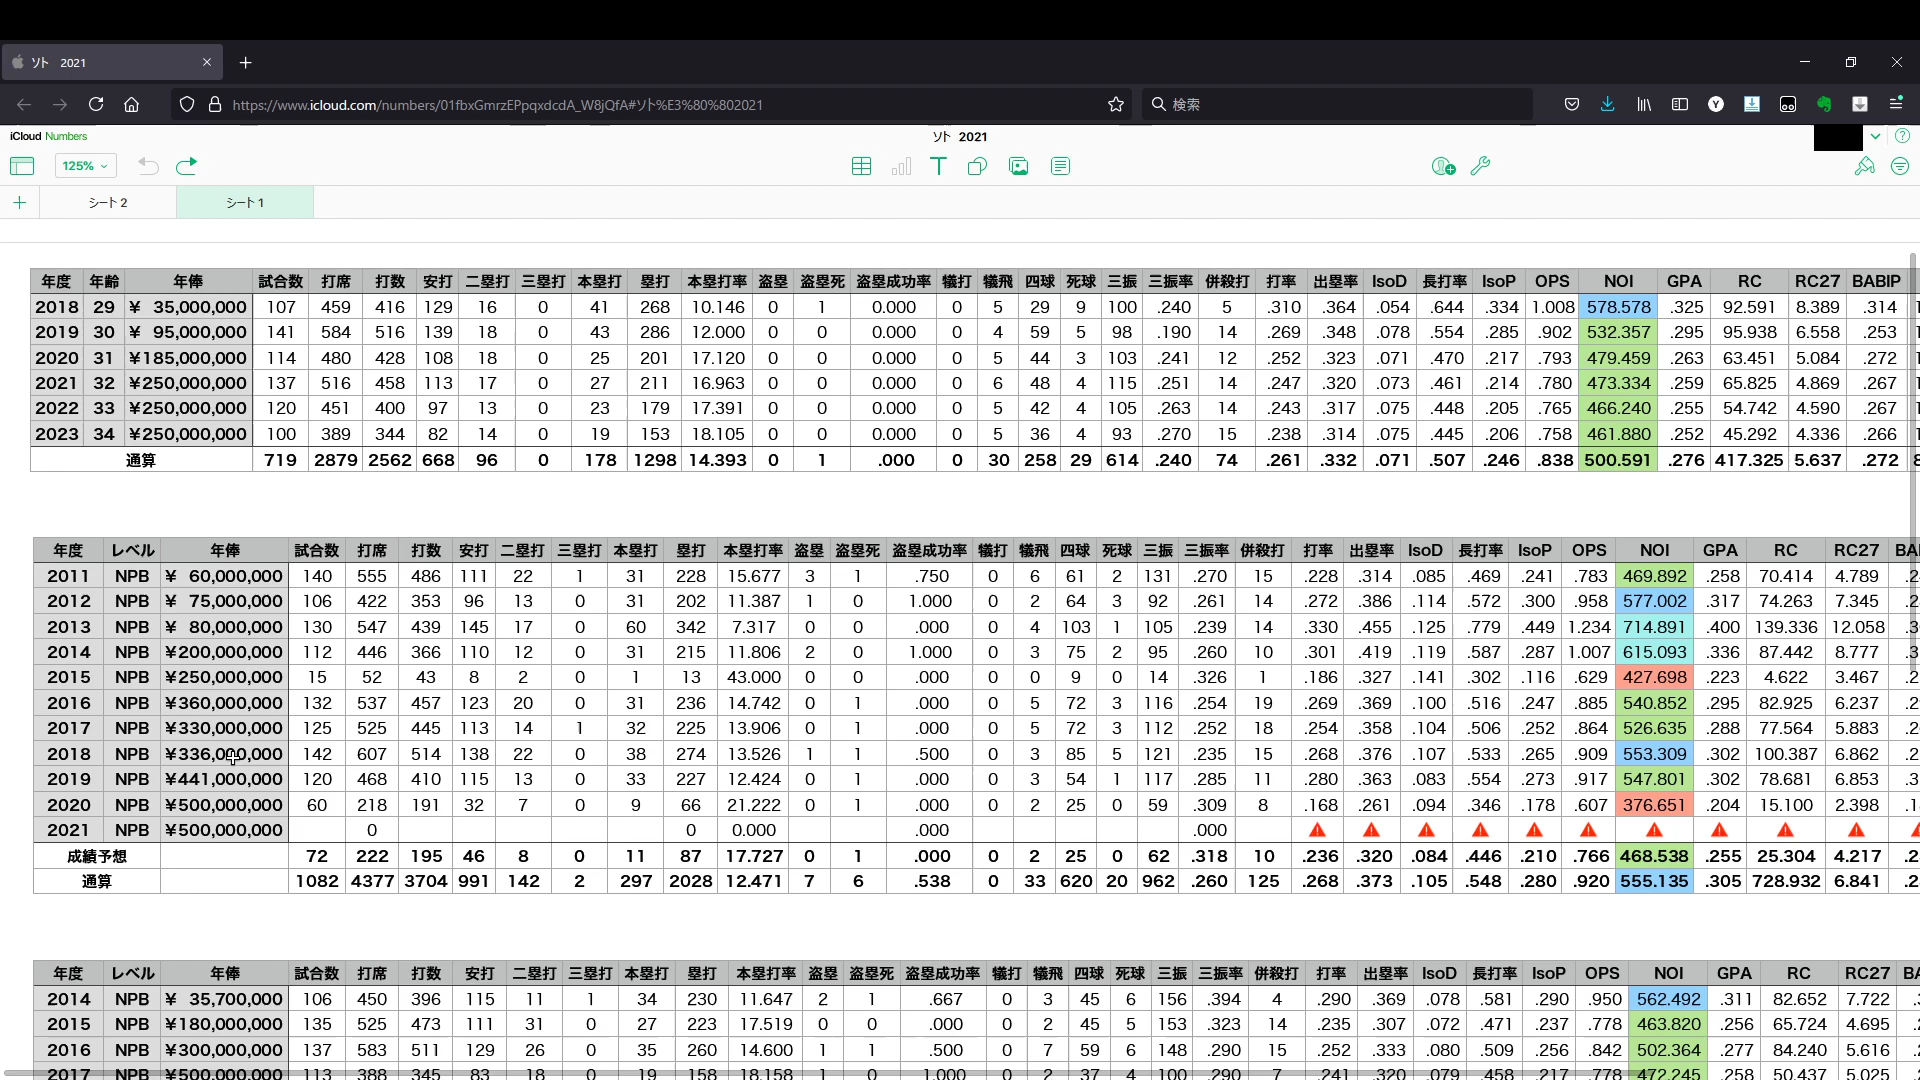 ソト 2021
https://www.icloud.com/numbers/01fbxGmrzEPpqxdcdA_W8jQfA#ソト%E3%80%802021
検索
iCloud Numbers
ソト 2021
125%
シート 2
シート 1
年度 年齢 年俸 試合数 打席 打数 安打 二塁打 三塁打 本塁打 塁打 本塁打率 盗塁 盗塁死 盗塁成功率 犠打 犠飛 四球 死球 三振 三振率 併殺打 打率 出塁率 IsoD 長打率 IsoP OPS NOI GPA RC RC27 BABIP
2018 29 ¥ 35,000,000 107 459 416 129 16 0 41 268 10.146 0 1 0.000 0 5 29 9 100 .240 5 .310 .364 .054 .644 .334 1.008 578.578 .325 92.591 8.389 .314
2019 30 ¥ 95,000,000 141 584 516 139 18 0 43 286 12.000 0 0 0.000 0 4 59 5 98 .190 14 .269 .348 .078 .554 .285 .902 532.357 .295 95.938 6.558 .253
2020 31 ¥185,000,000 114 480 428 108 18 0 25 201 17.120 0 0 0.000 0 5 44 3 103 .241 12 .252 .323 .071 .470 .217 .793 479.459 .263 63.451 5.084 .272
2021 32 ¥250,000,000 137 516 458 113 17 0 27 211 16.963 0 0 0.000 0 6 48 4 115 .251 14 .247 .320 .073 .461 .214 .780 473.334 .259 65.825 4.869 .267
2022 33 ¥250,000,000 120 451 400 97 13 0 23 179 17.391 0 0 0.000 0 5 42 4 105 .263 14 .243 .317 .075 .448 .205 .765 466.240 .255 54.742 4.590 .267
2023 34 ¥250,000,000 100 389 344 82 14 0 19 153 18.105 0 0 0.000 0 5 36 4 93 .270 15 .238 .314 .075 .445 .206 .758 461.880 .252 45.292 4.336 .266
通算 719 2879 2562 668 96 0 178 1298 14.393 0 1 .000 0 30 258 29 614 .240 74 .261 .332 .071 .507 .246 .838 500.591 .276 417.325 5.637 .272
年度 レベル 年俸 試合数 打席 打数 安打 二塁打 三塁打 本塁打 塁打 本塁打率 盗塁 盗塁死 盗塁成功率 犠打 犠飛 四球 死球 三振 三振率 併殺打 打率 出塁率 IsoD 長打率 IsoP OPS NOI GPA RC RC27
2011 NPB ¥ 60,000,000 140 555 486 111 22 1 31 228 15.677 3 1 .750 0 6 61 2 131 .270 15 .228 .314 .085 .469 .241 .783 469.892 .258 70.414 4.789
2012 NPB ¥ 75,000,000 106 422 353 96 13 0 31 202 11.387 1 0 1.000 0 2 64 3 92 .261 14 .272 .386 .114 .572 .300 .958 577.002 .317 74.263 7.345
2013 NPB ¥ 80,000,000 130 547 439 145 17 0 60 342 7.317 0 0 .000 0 4 103 1 105 .239 14 .330 .455 .125 .779 .449 1.234 714.891 .400 139.336 12.058
2014 NPB ¥200,000,000 112 446 366 110 12 0 31 215 11.806 2 0 1.000 0 3 75 2 95 .260 10 .301 .419 .119 .587 .287 1.007 615.093 .336 87.442 8.777
2015 NPB ¥250,000,000 15 52 43 8 2 0 1 13 43.000 0 0 .000 0 0 9 0 14 .326 1 .186 .327 .141 .302 .116 .629 427.698 .223 4.622 3.467
2016 NPB ¥360,000,000 132 537 457 123 20 0 31 236 14.742 0 1 .000 0 5 72 3 116 .254 19 .269 .369 .100 .516 .247 .885 540.852 .295 82.925 6.237
2017 NPB ¥330,000,000 125 525 445 113 14 1 32 225 13.906 0 1 .000 0 5 72 3 112 .252 18 .254 .358 .104 .506 .252 .864 526.635 .288 77.564 5.883
2018 NPB ¥336,000,000 142 607 514 138 22 0 38 274 13.526 1 1 .500 0 3 85 5 121 .235 15 .268 .376 .107 .533 .265 .909 553.309 .302 100.387 6.862
2019 NPB ¥441,000,000 120 468 410 115 13 0 33 227 12.424 0 1 .000 0 3 54 1 117 .285 11 .280 .363 .083 .554 .273 .917 547.801 .302 78.681 6.853
2020 NPB ¥500,000,000 60 218 191 32 7 0 9 66 21.222 0 1 .000 0 2 25 0 59 .309 8 .168 .261 .094 .346 .178 .607 376.651 .204 15.100 2.398
2021 NPB ¥500,000,000 0 0 0.000 .000 .000
成績予想 72 222 195 46 8 0 11 87 17.727 0 1 .000 0 2 25 0 62 .318 10 .236 .320 .084 .446 .210 .766 468.538 .255 25.304 4.217
通算 1082 4377 3704 991 142 2 297 2028 12.471 7 6 .538 0 33 620 20 962 .260 125 .268 .373 .105 .548 .280 .920 555.135 .305 728.932 6.841
年度 レベル 年俸 試合数 打席 打数 安打 二塁打 三塁打 本塁打 塁打 本塁打率 盗塁 盗塁死 盗塁成功率 犠打 犠飛 四球 死球 三振 三振率 併殺打 打率 出塁率 IsoD 長打率 IsoP OPS NOI GPA RC RC27
2014 NPB ¥ 35,700,000 106 450 396 115 11 1 34 230 11.647 2 1 .667 0 3 45 6 156 .394 4 .290 .369 .078 .581 .290 .950 562.492 .311 82.652 7.722
2015 NPB ¥180,000,000 135 525 473 111 31 0 27 223 17.519 0 0 .000 0 2 45 5 153 .323 14 .235 .307 .072 .471 .237 .778 463.820 .256 65.724 4.695
2016 NPB ¥300,000,000 137 583 511 129 26 0 35 260 14.600 1 1 .500 0 7 59 6 148 .290 15 .252 .333 .080 .509 .256 .842 502.364 .277 84.240 5.616
2017 NPB ¥500,000,000 113 388 345 83 18 0 19 158 18.158 1 0 1.000 0 2 37 4 100 .290 7 .241 .320 .079 .458 .217 .778 472.245 .258 50.437 5.025